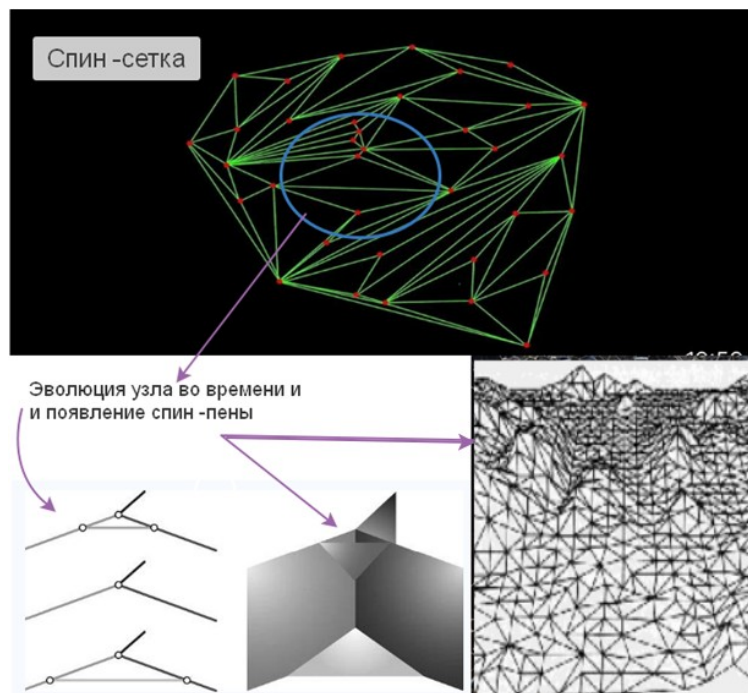 Спин -сетка
Эволюция узла во времени и
и появление спин -пены